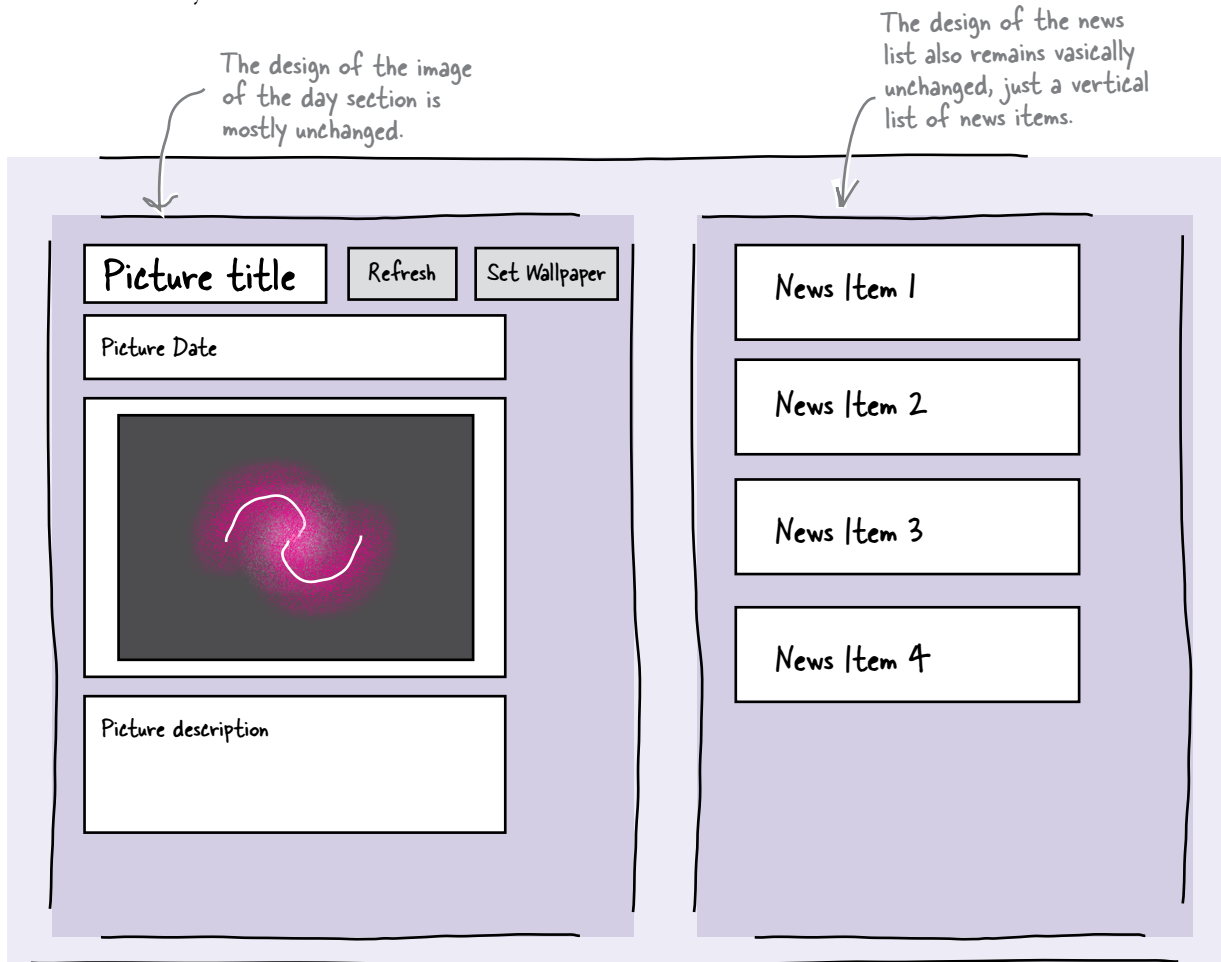 The design of the image
of the day section is
mostly unchanged.
The design of the news
list also remains vasically
unchanged, just a vertical
list of news items.
Picture title
Refresh
Set Wallpaper
Picture Date
Picture description
News Item 1
News Item 2
News Item 3
News Item 4